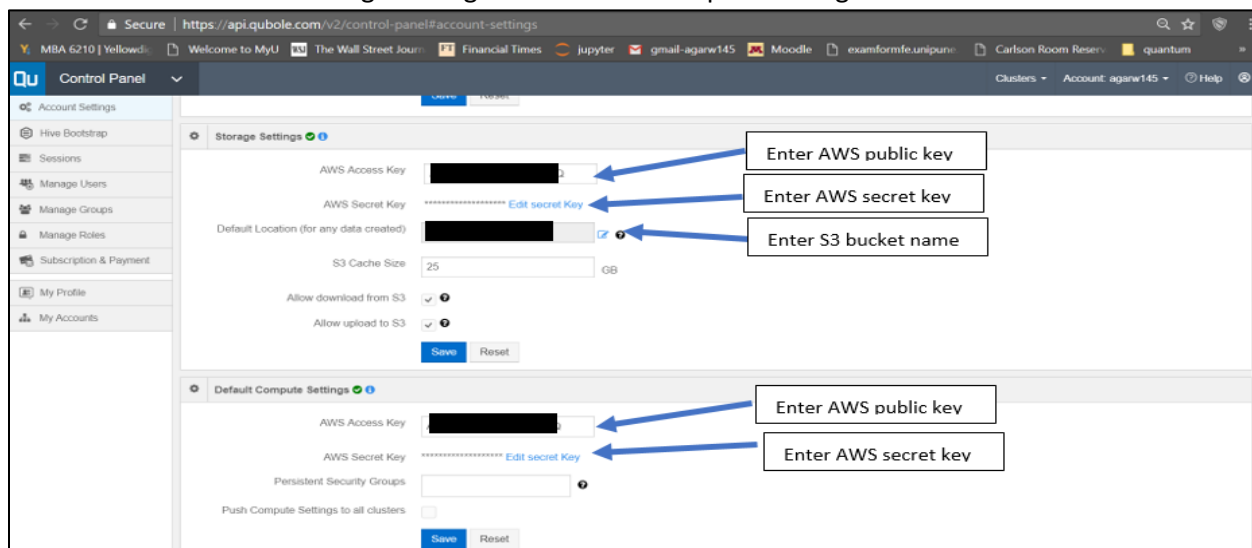 Secure https://api.qubole.com/v2/control-panel#account-settings
MBA 6210 | Yellowdi Welcome to MyU The Wall Street Journ Financial Times jupyter gmail-agarw145 Moodle examformfe.unipune Carlson Room Reserv quantum »
Qu Control Panel Clusters Account: agarw145 Help
Account Settings
Save Reset
Hive Bootstrap
Storage Settings
Sessions
Enter AWS public key
AWS Access Key
Manage Users
Enter AWS secret key
AWS Secret Key ******************* Edit secret Key
Manage Groups
Default Location (for any data created)
Manage Roles
Enter S3 bucket name
Subscription & Payment
S3 Cache Size 25 GB
My Profile
Allow download from S3
My Accounts
Allow upload to S3
Save Reset
Default Compute Settings
Enter AWS public key
AWS Access Key
Enter AWS secret key
AWS Secret Key ******************* Edit secret Key
Persistent Security Groups
Push Compute Settings to all clusters
Save Reset